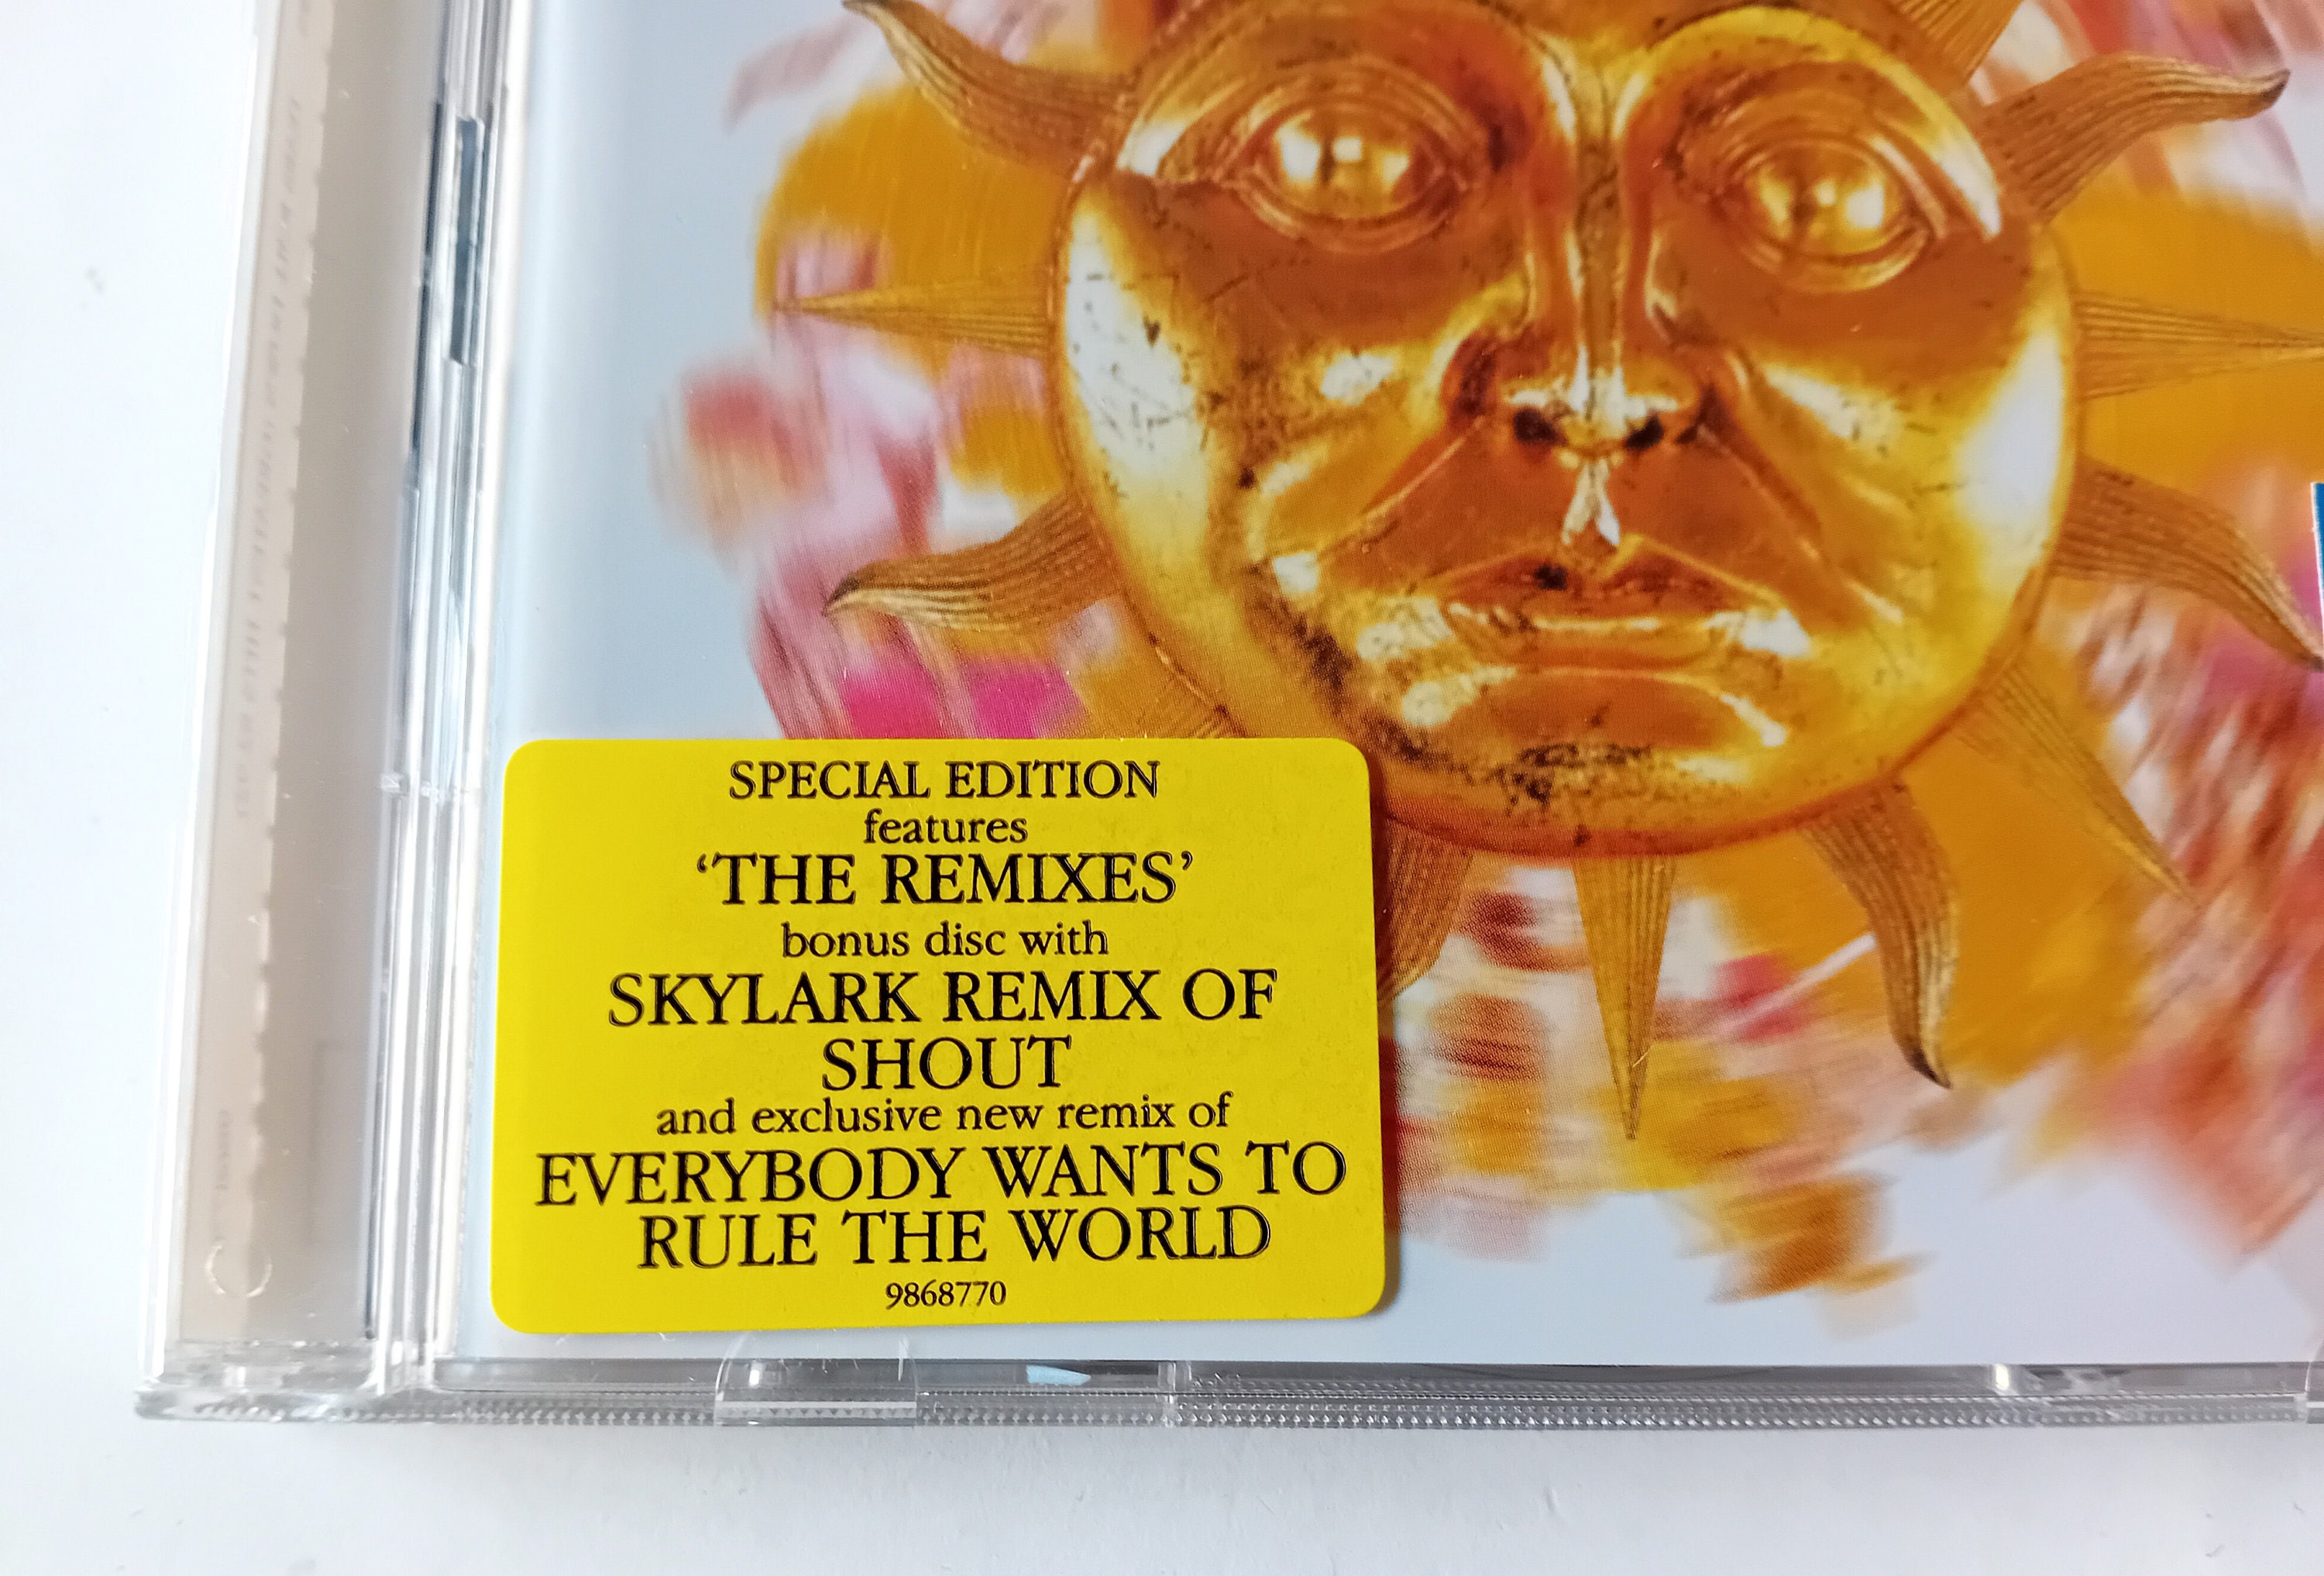 SPECIAL EDITION
features
‘THE REMIXES’
bonus disc with
SKYLARK REMIX OF
SHOUT
and exclusive new remix of
EVERYBODY WANTS TO
RULE THE WORLD
9868770